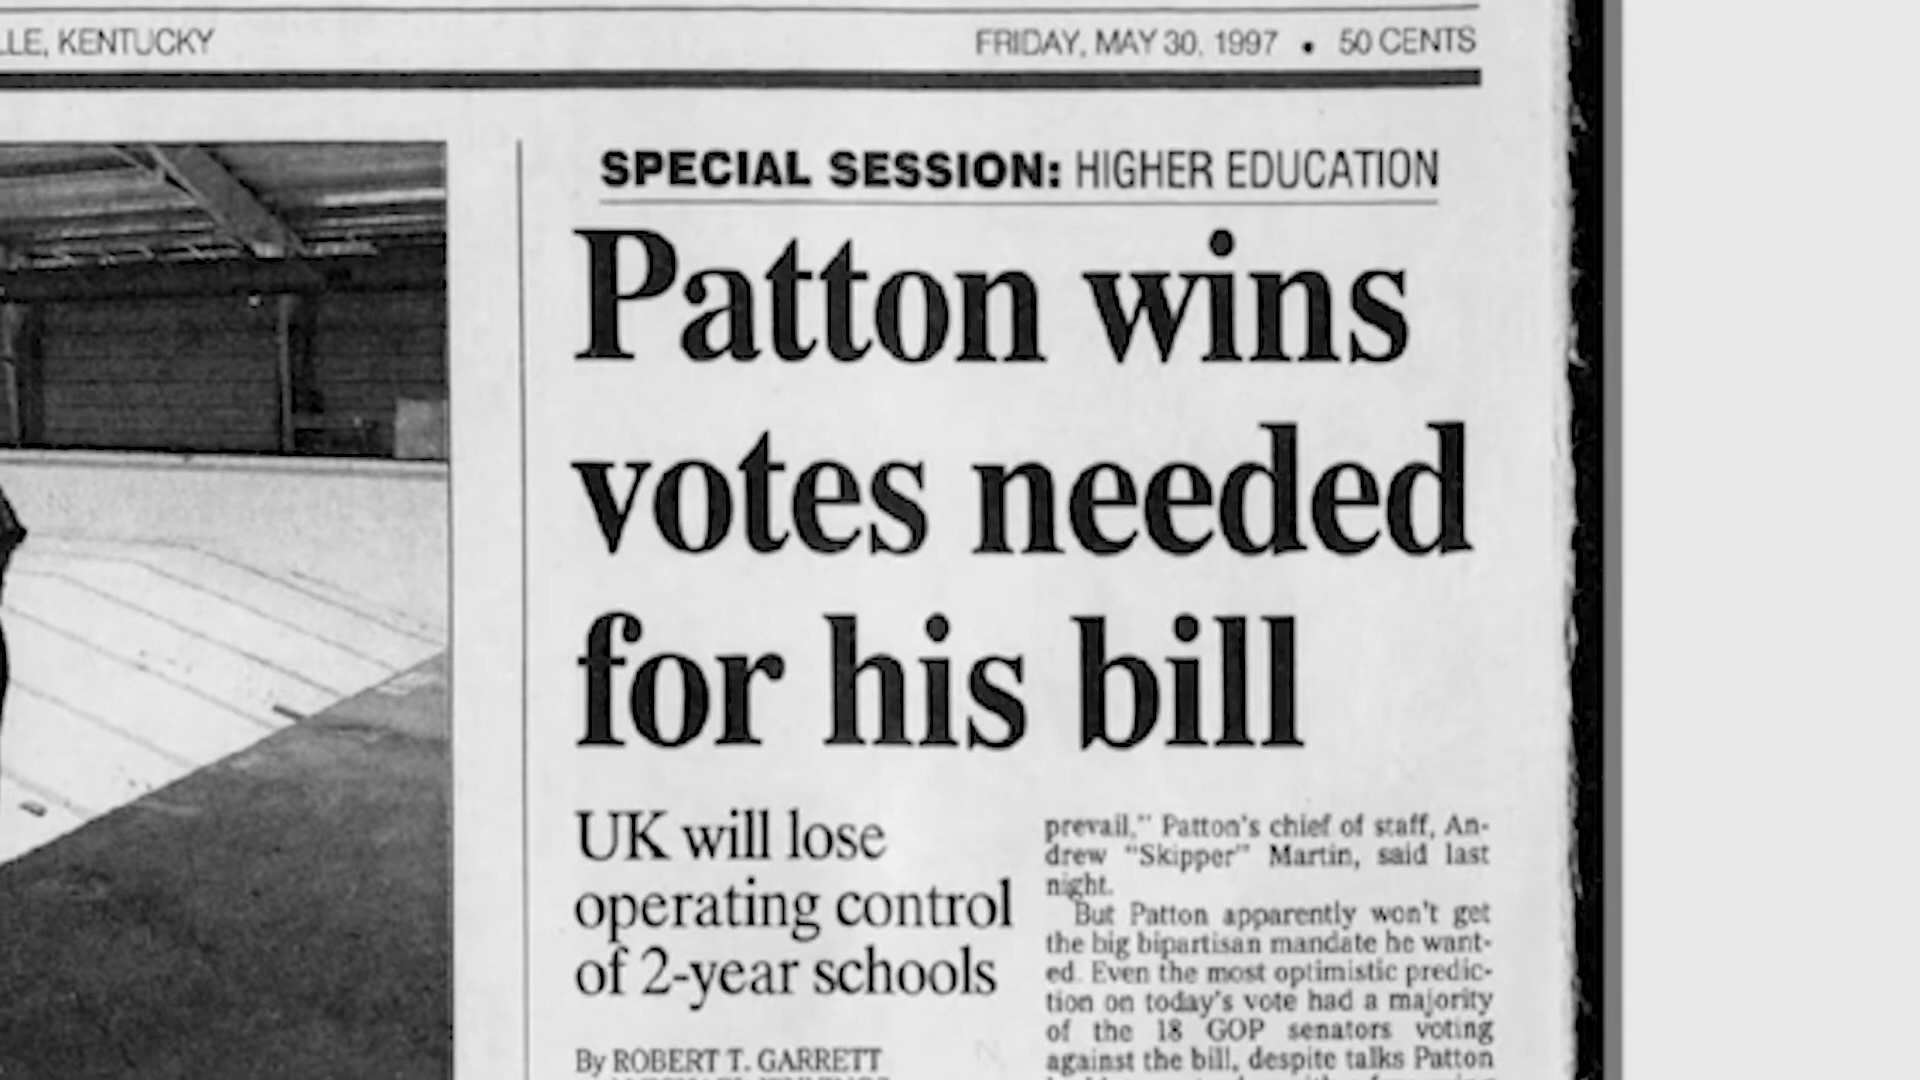 LLE, KENTUCKY
FRIDAY, MAY 30, 1997 • 50 CENTS
SPECIAL SESSION: HIGHER EDUCATION
Patton wins
votes needed
for his bill
UK will lose
operating control
of 2-year schools
By ROBERT T. GARRETT
prevail," Patton's chief of staff, An-
drew "Skipper" Martin, said last
night.
But Patton apparently won't get
the big bipartisan mandate he want-
ed. Even the most optimistic predic-
tion on today's vote had a majority
of the 18 GOP senators voting
against the bill, despite talks Patton